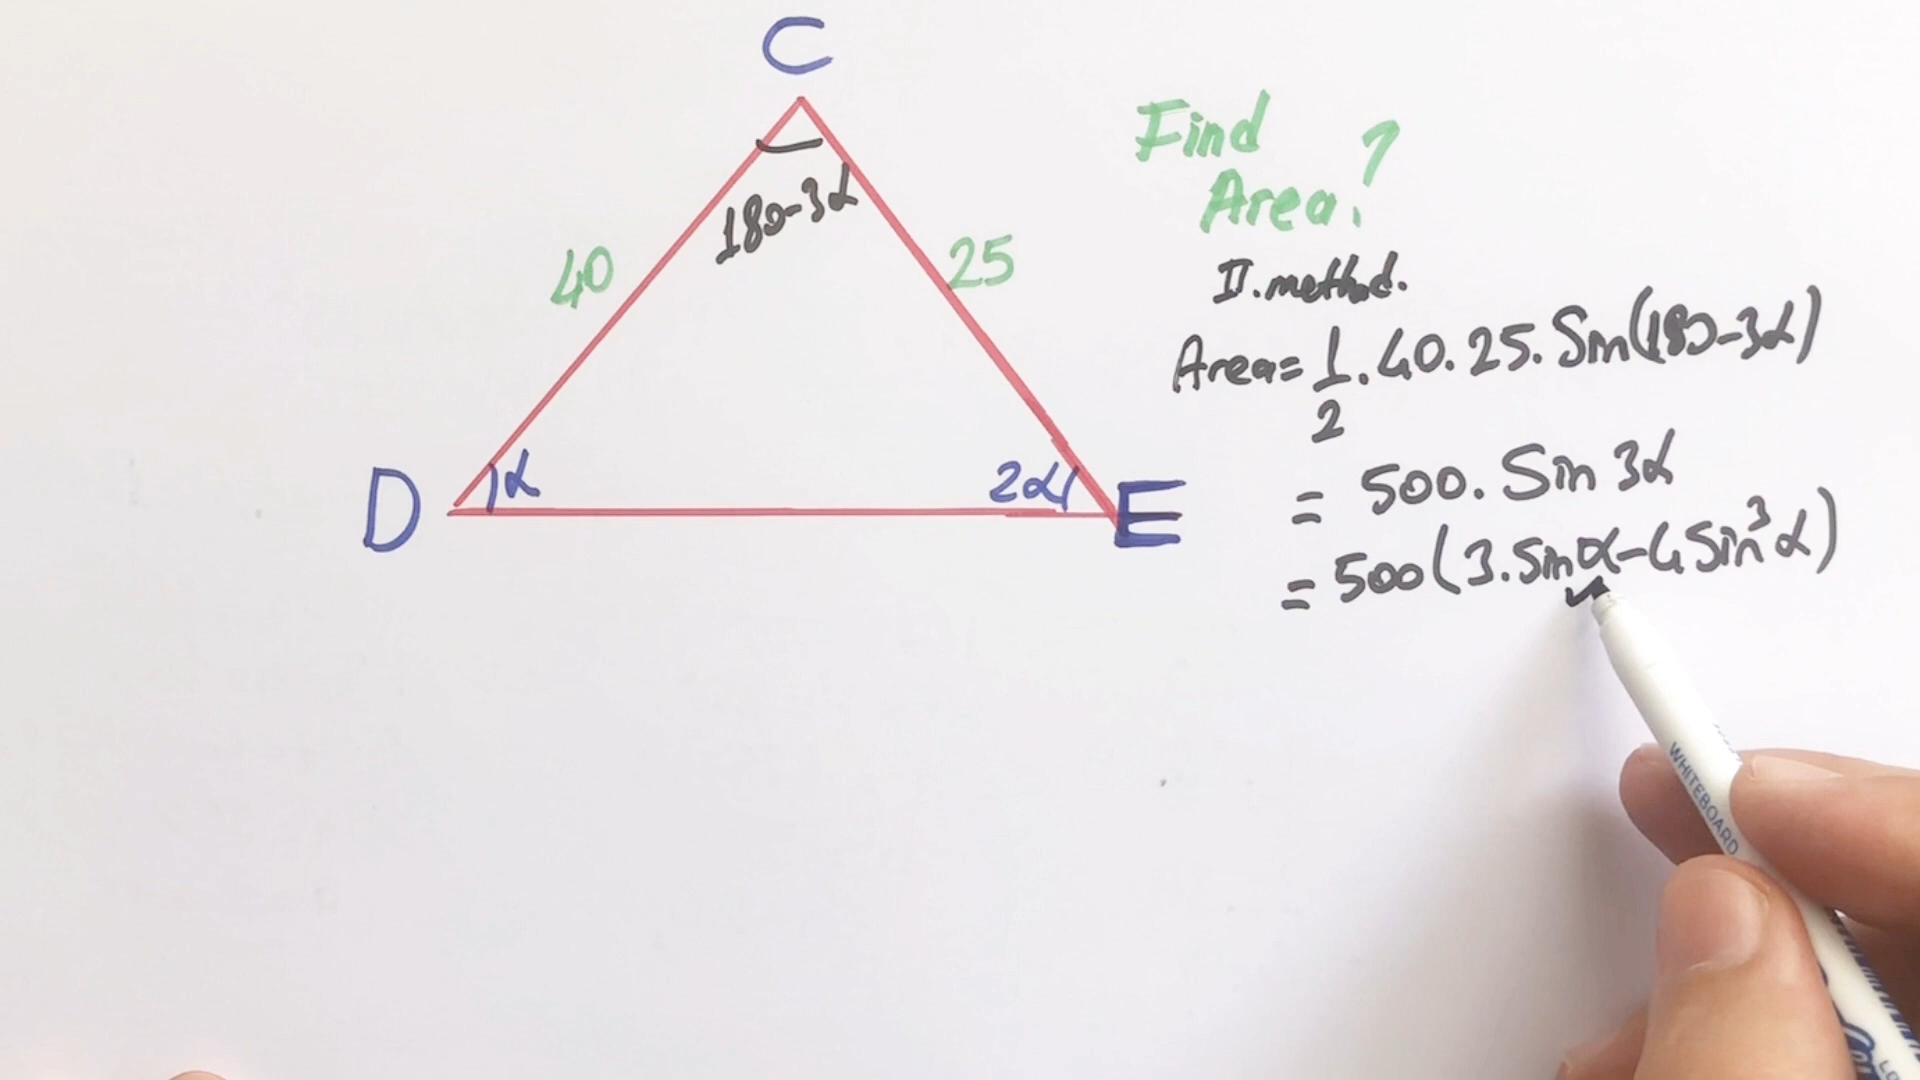 C
Find
Area?
180-3α
40
25
II.method.
Area=1/2.40.25.Sin(180-3α)
= 500. Sin 3α
D
α
2α
E
= 500(3.Sinα-4Sin³α)
WHITEBOARD